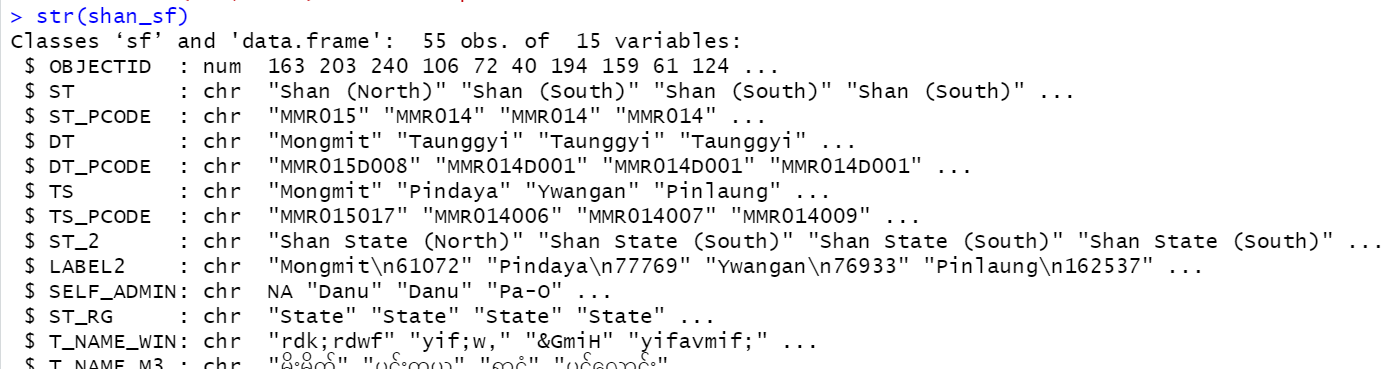 > str(shan_sf)
Classes ‘sf’ and 'data.frame':  55 obs. of  15 variables:
 $ OBJECTID  : num  163 203 240 106 72 40 194 159 61 124 ...
 $ ST        : chr  "Shan (North)" "Shan (South)" "Shan (South)" "Shan (South)" ...
 $ ST_PCODE  : chr  "MMR015" "MMR014" "MMR014" "MMR014" ...
 $ DT        : chr  "Mongmit" "Taunggyi" "Taunggyi" "Taunggyi" ...
 $ DT_PCODE  : chr  "MMR015D008" "MMR014D001" "MMR014D001" "MMR014D001" ...
 $ TS        : chr  "Mongmit" "Pindaya" "Ywangan" "Pinlaung" ...
 $ TS_PCODE  : chr  "MMR015017" "MMR014006" "MMR014007" "MMR014009" ...
 $ ST_2      : chr  "Shan State (North)" "Shan State (South)" "Shan State (South)" "Shan State (South)" ...
 $ LABEL2    : chr  "Mongmit\n61072" "Pindaya\n77769" "Ywangan\n76933" "Pinlaung\n162537" ...
 $ SELF_ADMIN: chr  NA "Danu" "Danu" "Pa-O" ...
 $ ST_RG     : chr  "State" "State" "State" "State" ...
 $ T_NAME_WIN: chr  "rdk;rdwf" "yif;w," "&GmiH" "yifavmif;" ...
 $ T_NAME_M3 : chr